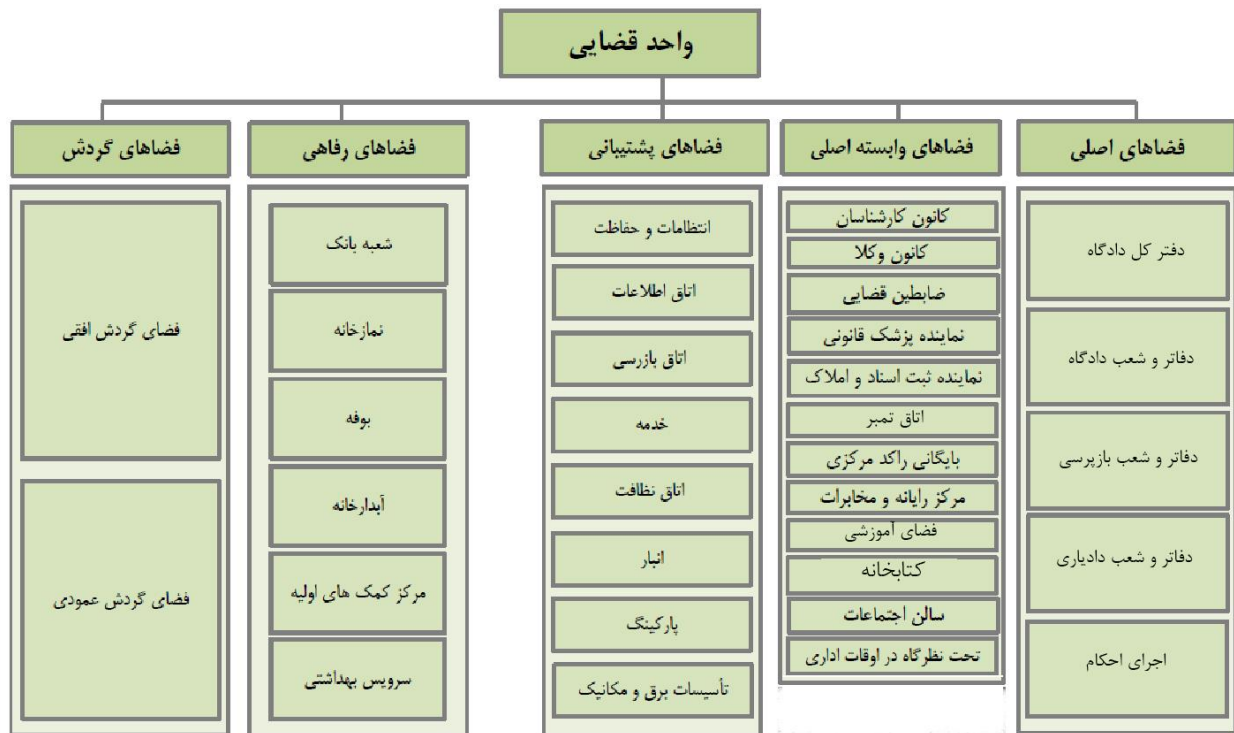 واحد قضایی
فضاهای اصلی
دفتر کل دادگاه
دفاتر و شعب دادگاه
دفاتر و شعب بازپرسی
دفاتر و شعب دادیاری
اجرای احکام
فضاهای وابسته اصلی
کانون کارشناسان
کانون وکلا
ضابطین قضایی
نماینده پزشک قانونی
نماینده ثبت اسناد و املاک
اتاق تمبر
بایگانی راکد مرکزی
مرکز رایانه و مخابرات
فضای آموزشی
کتابخانه
سالن اجتماعات
تحت نظرگاه در اوقات اداری
فضاهای پشتیبانی
انتظامات و حفاظت
اتاق اطلاعات
اتاق بازرسی
خدمه
اتاق نظافت
انبار
پارکینگ
تأسیسات برق و مکانیک
فضاهای رفاهی
شعبه بانک
نمازخانه
بوفه
آبدارخانه
مرکز کمک های اولیه
سرویس بهداشتی
فضاهای گردش
فضای گردش افقی
فضای گردش عمودی